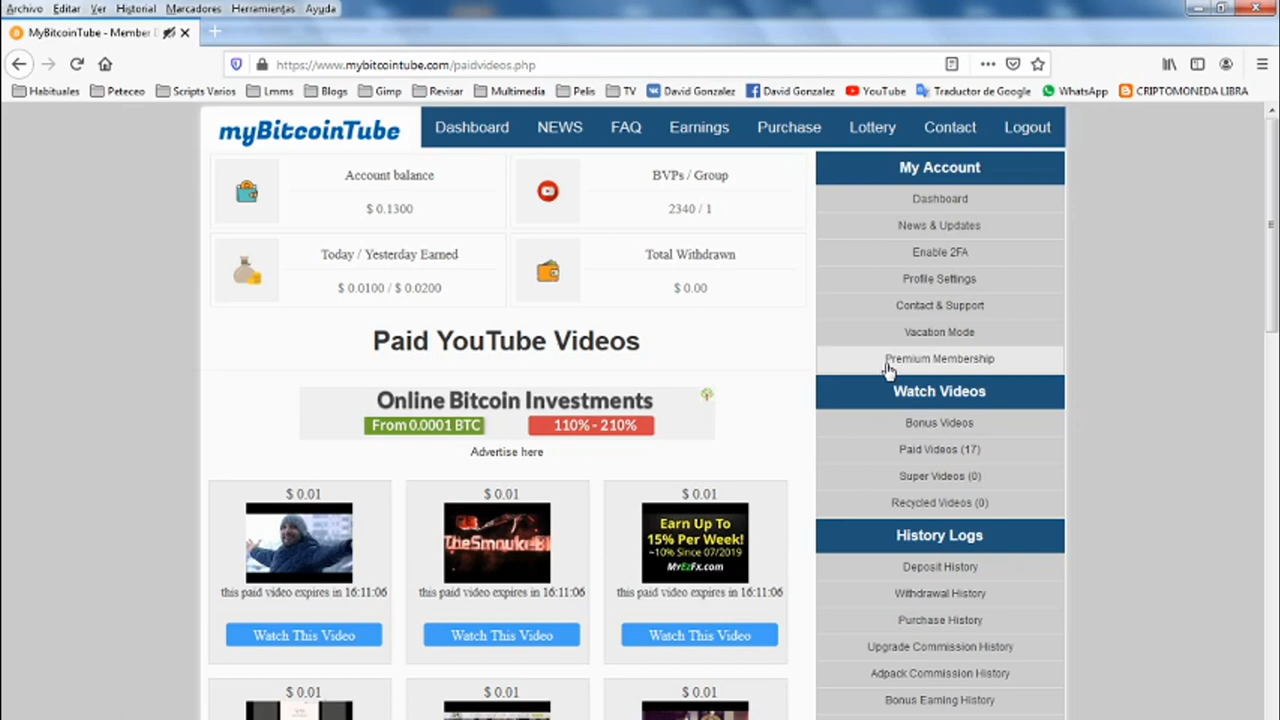 Archivo Editar Ver Historial Marcadores Herramientas Ayuda
MyBitcoinTube - Member D
https://www.mybitcointube.com/paidvideos.php
Habituales Peteceo Scripts Varios Lmms Blogs Gimp Revisar Multimedia Pelis TV David Gonzalez David Gonzalez YouTube Traductor de Google WhatsApp CRIPTOMONEDA LIBRA
myBitcoinTube Dashboard NEWS FAQ Earnings Purchase Lottery Contact Logout
Account balance
$ 0.1300
BVPs / Group
2340 / 1
Today / Yesterday Earned
$ 0.0100 / $ 0.0200
Total Withdrawn
$ 0.00
Paid YouTube Videos
Online Bitcoin Investments
From 0.0001 BTC 110% - 210%
Advertise here
$ 0.01 $ 0.01 $ 0.01
Earn Up To
15% Per Week!
~10% Since 07/2019
MyEzFx.com
this paid video expires in 16:11:06 this paid video expires in 16:11:06 this paid video expires in 16:11:06
Watch This Video Watch This Video Watch This Video
$ 0.01 $ 0.01 $ 0.01
My Account
Dashboard
News & Updates
Enable 2FA
Profile Settings
Contact & Support
Vacation Mode
Premium Membership
Watch Videos
Bonus Videos
Paid Videos (17)
Super Videos (0)
Recycled Videos (0)
History Logs
Deposit History
Withdrawal History
Purchase History
Upgrade Commission History
Adpack Commission History
Bonus Earning History